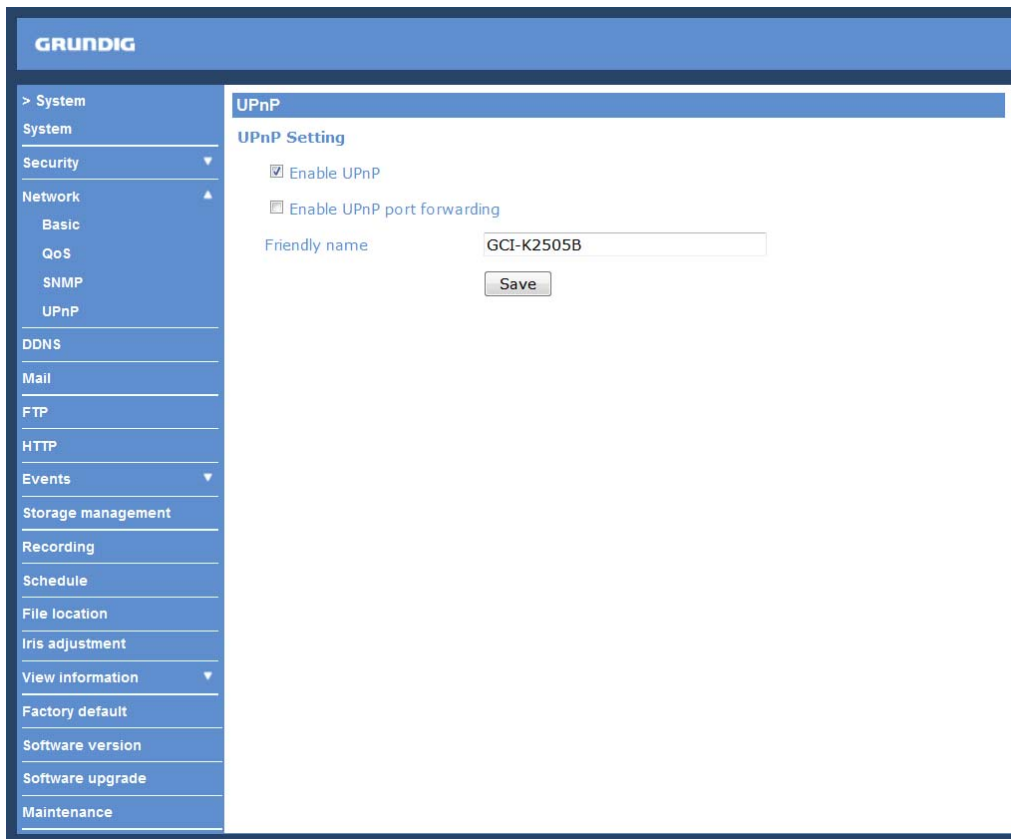 GRUNDIG
> System
System
Security
Network
Basic
QoS
SNMP
UPnP
DDNS
Mail
FTP
HTTP
Events
Storage management
Recording
Schedule
File location
Iris adjustment
View information
Factory default
Software version
Software upgrade
Maintenance
UPnP
UPnP Setting
Enable UPnP
Enable UPnP port forwarding
Friendly name GCI-K2505B
Save